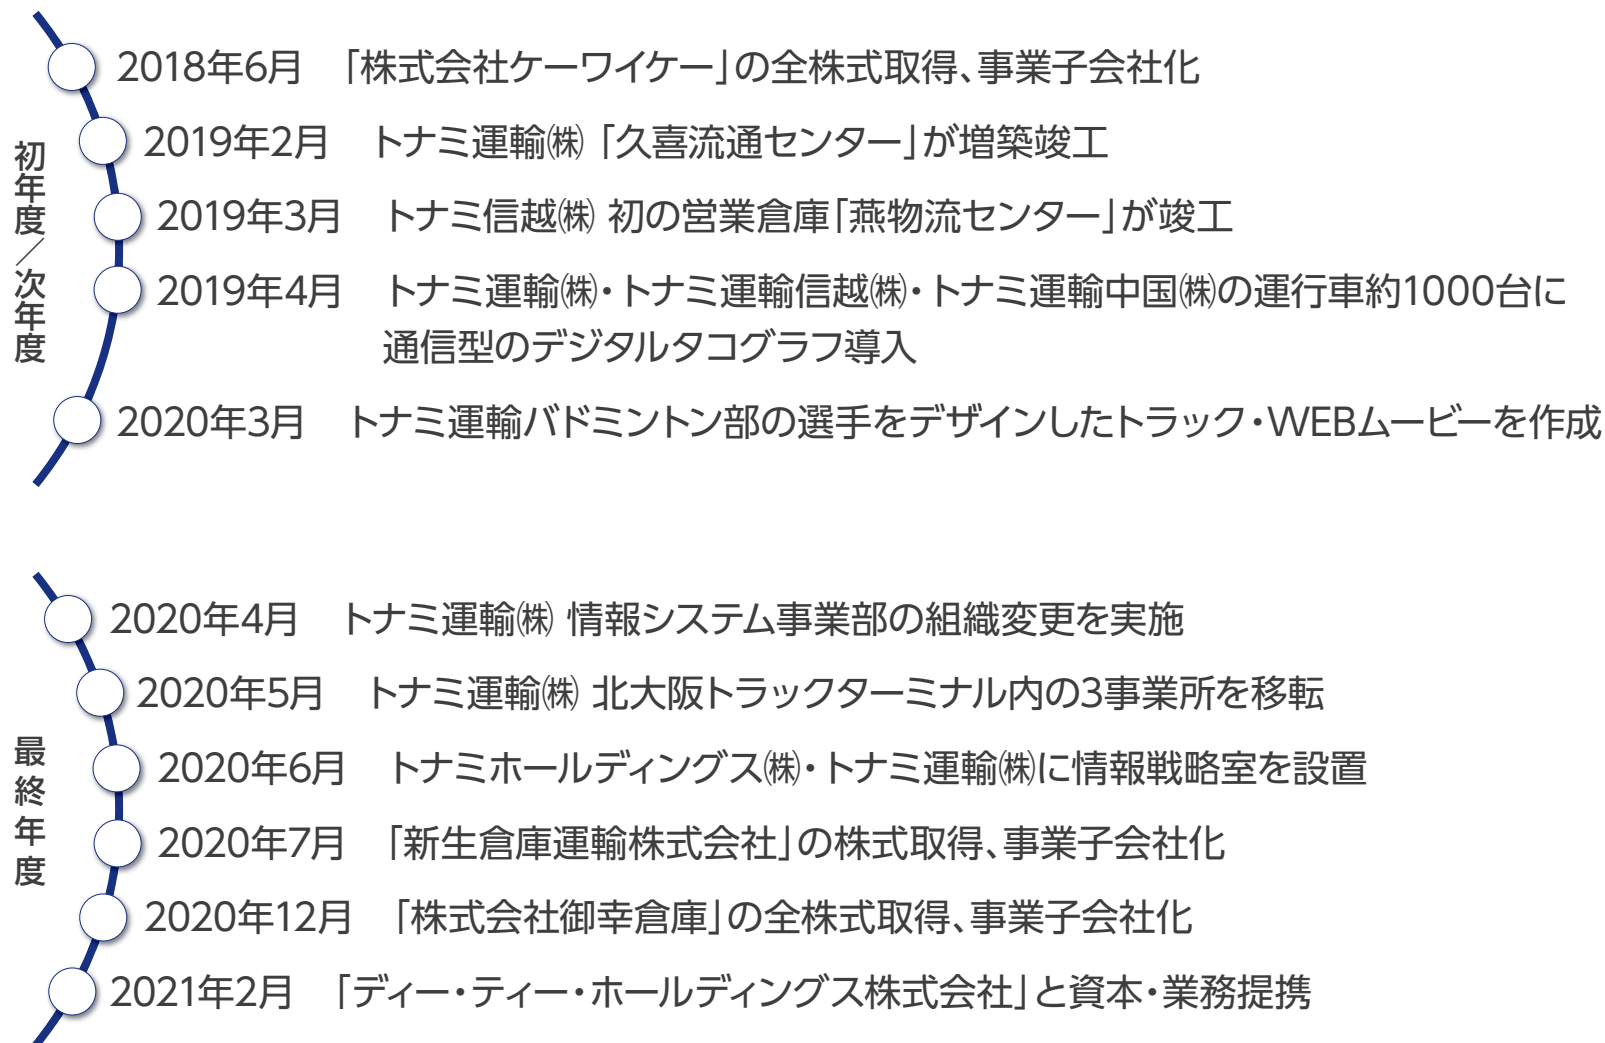 初年度／次年度
2018年6月　「株式会社ケーワイケー」の全株式取得、事業子会社化
2019年2月　トナミ運輸㈱「久喜流通センター」が増築竣工
2019年3月　トナミ信越㈱ 初の営業倉庫「燕物流センター」が竣工
2019年4月　トナミ運輸㈱・トナミ運輸信越㈱・トナミ運輸中国㈱の運行車約1000台に
通信型のデジタルタコグラフ導入
2020年3月　トナミ運輸バドミントン部の選手をデザインしたトラック・WEBムービーを作成
最終年度
2020年4月　トナミ運輸㈱ 情報システム事業部の組織変更を実施
2020年5月　トナミ運輸㈱ 北大阪トラックターミナル内の3事業所を移転
2020年6月　トナミホールディングス㈱・トナミ運輸㈱に情報戦略室を設置
2020年7月　「新生倉庫運輸株式会社」の株式取得、事業子会社化
2020年12月　「株式会社御幸倉庫」の全株式取得、事業子会社化
2021年2月　「ディー・ティー・ホールディングス株式会社」と資本・業務提携